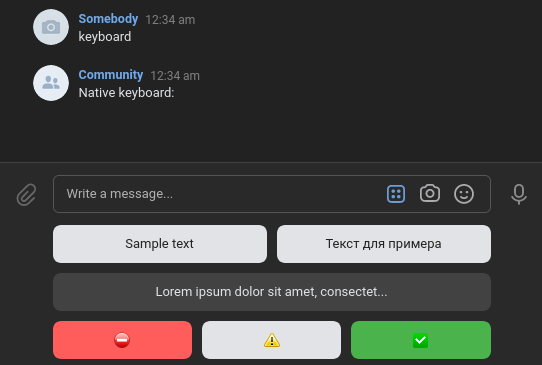 Somebody 12:34 am
keyboard
Community 12:34 am
Native keyboard:
Write a message...
Sample text
Текст для примера
Lorem ipsum dolor sit amet, consectet...